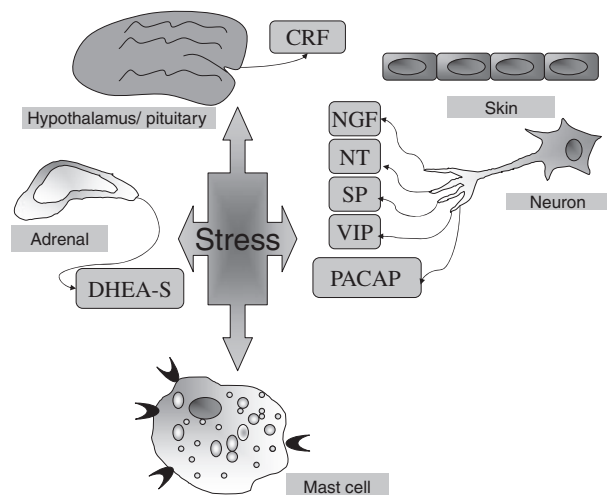 CRF
Hypothalamus/ pituitary
Skin
NGF
NT
SP
VIP
PACAP
Neuron
Adrenal
DHEA-S
Stress
Mast cell